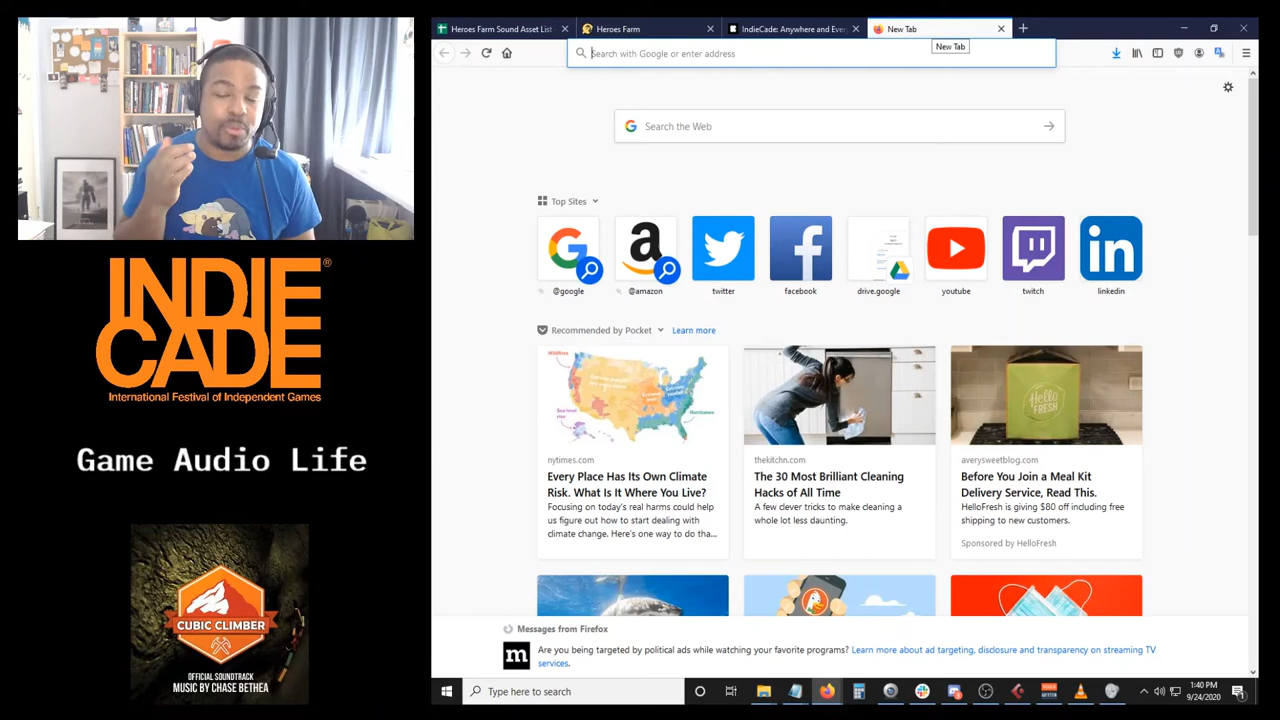 Heroes Farm Sound Asset List
Heroes Farm
IndieCade: Anywhere and Ever
New Tab
Search with Google or enter address
New Tab
Search the Web
Top Sites
@google
@amazon
twitter
facebook
drive.google
youtube
twitch
linkedin
Recommended by Pocket
Learn more
Wildfires
Sea level rise
Hurricanes
nytimes.com
Every Place Has Its Own Climate
Risk. What Is It Where You Live?
Focusing on today's real harms could help
us figure out how to start dealing with
climate change. Here's one way to do tha...
thekitchn.com
The 30 Most Brilliant Cleaning
Hacks of All Time
A few clever tricks to make cleaning a
whole lot less daunting.
Hello
FRESH
averysweetblog.com
Before You Join a Meal Kit
Delivery Service, Read This.
HelloFresh is giving $80 off including free
shipping to new customers.
Sponsored by HelloFresh
Messages from Firefox
Are you being targeted by political ads while watching your favorite programs? Learn more about ad targeting, disclosure and transparency on streaming TV
services.
Type here to search
1:40 PM
9/24/2020
INDIE
CADE
®
International Festival of Independent Games
Game Audio Life
CUBIC CLIMBER
OFFICIAL SOUNDTRACK
MUSIC BY CHASE BETHEA